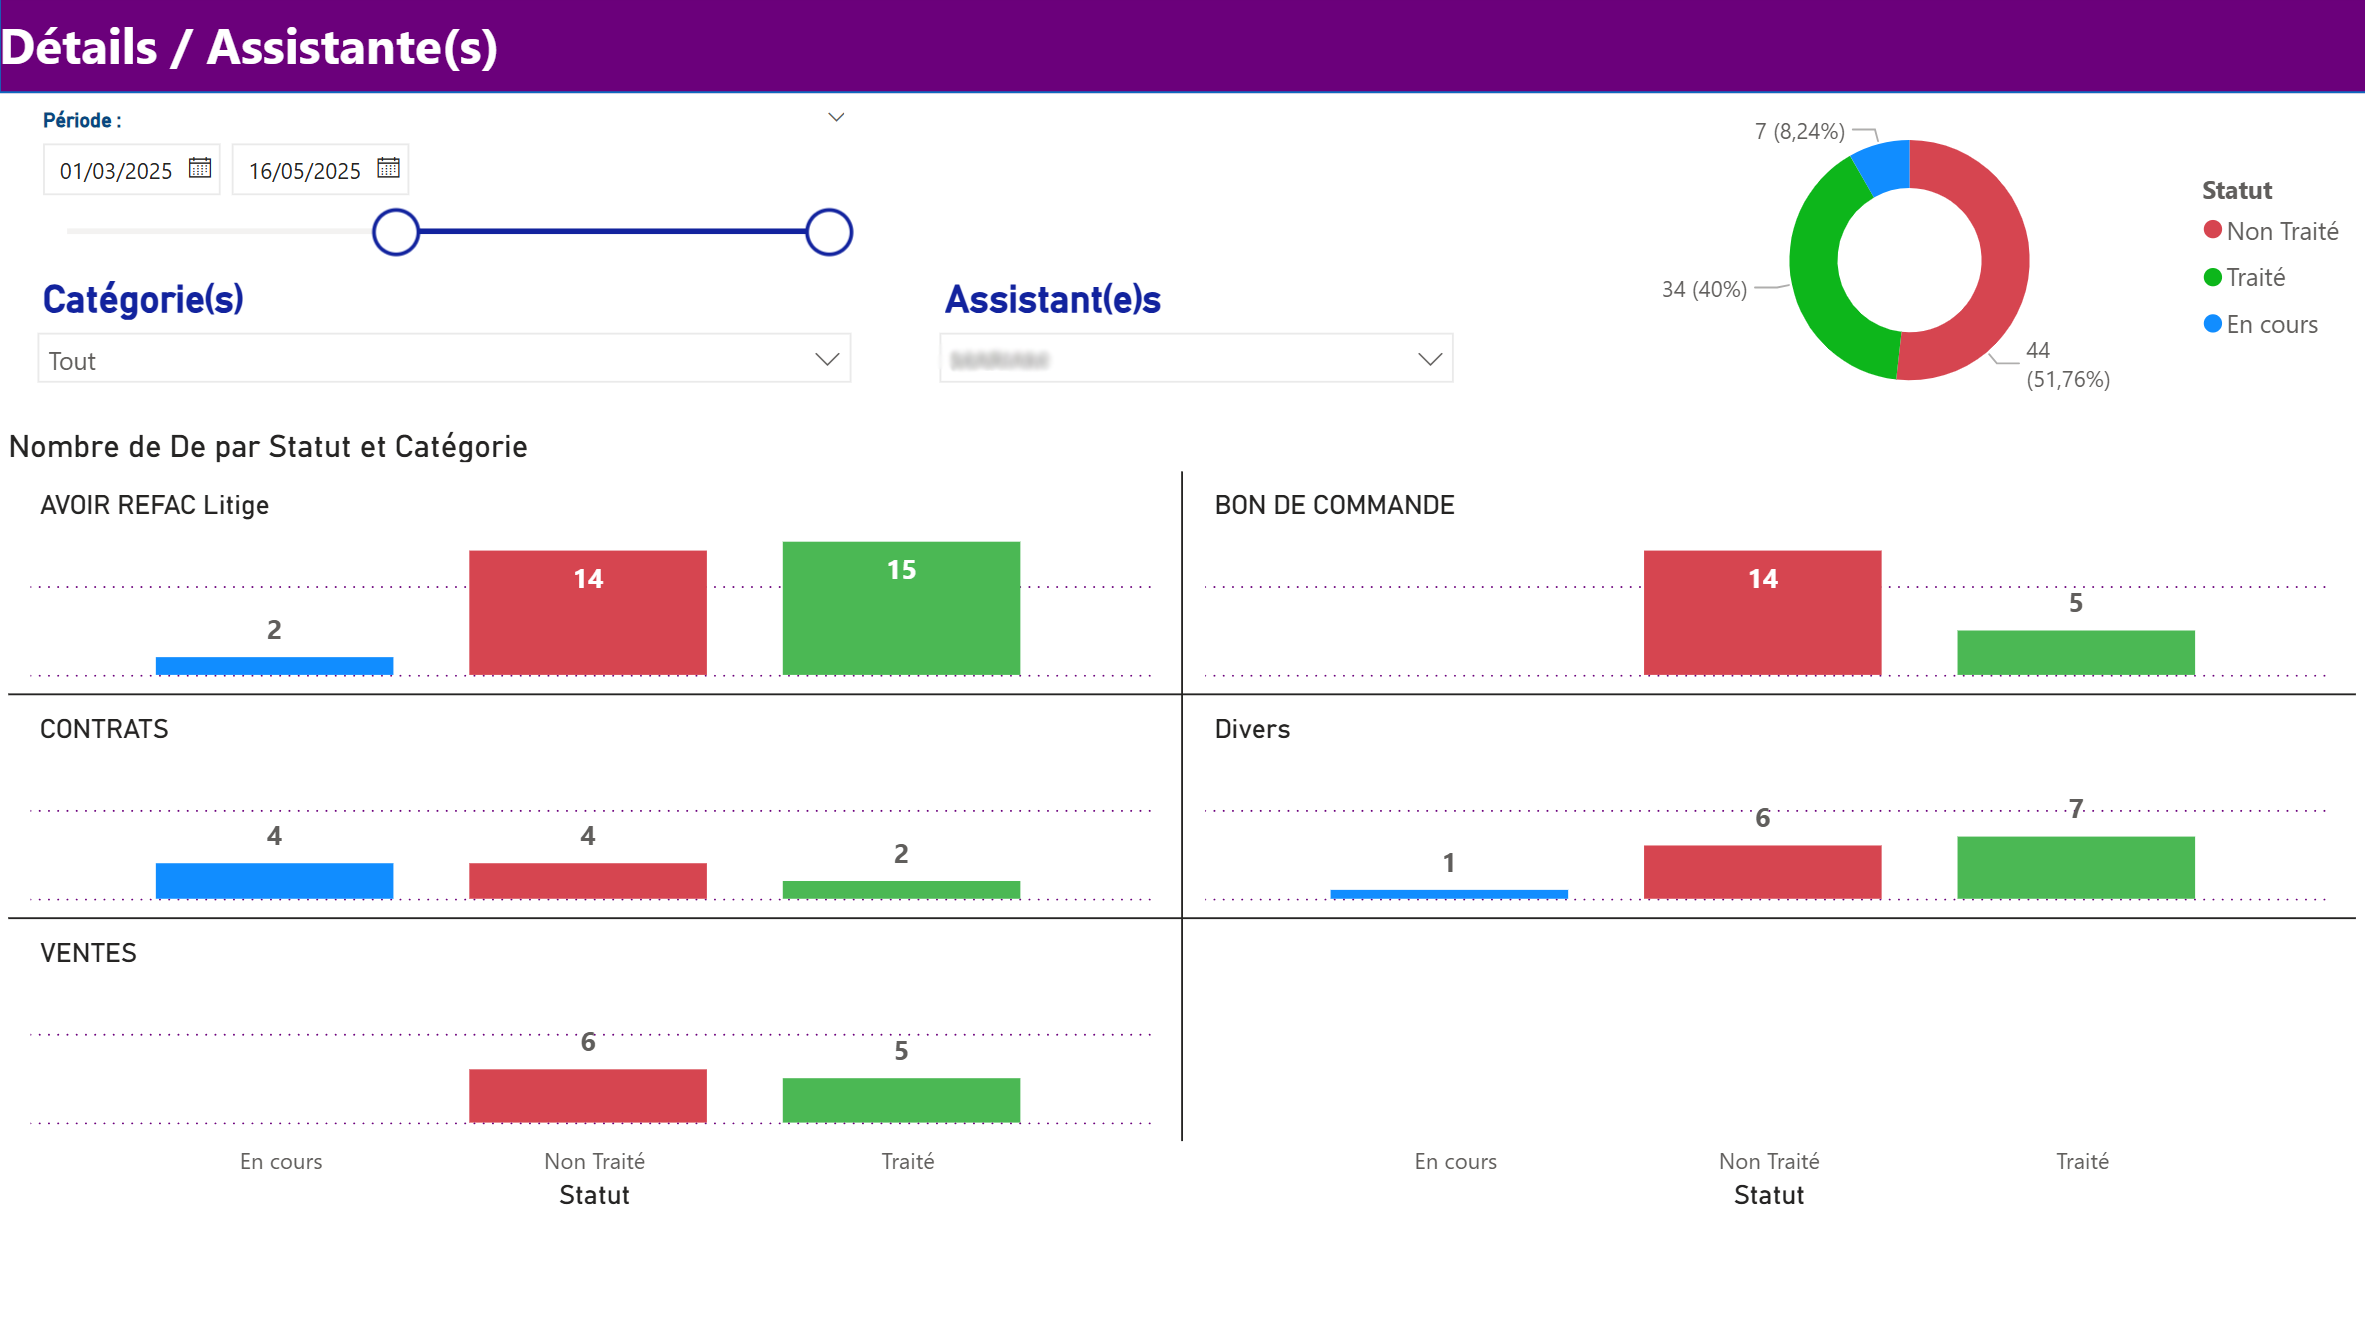 Détails / Assistante(s)
Période :
01/03/2025
16/05/2025
Catégorie(s)
Tout
Assistant(e)s
7 (8,24%)
34 (40%)
44
(51,76%)
Statut
Non Traité
Traité
En cours
Nombre de De par Statut et Catégorie
AVOIR REFAC Litige
2
14
15
BON DE COMMANDE
14
5
CONTRATS
4
4
2
Divers
1
6
7
VENTES
6
5
En cours
Non Traité
Traité
Statut
En cours
Non Traité
Traité
Statut